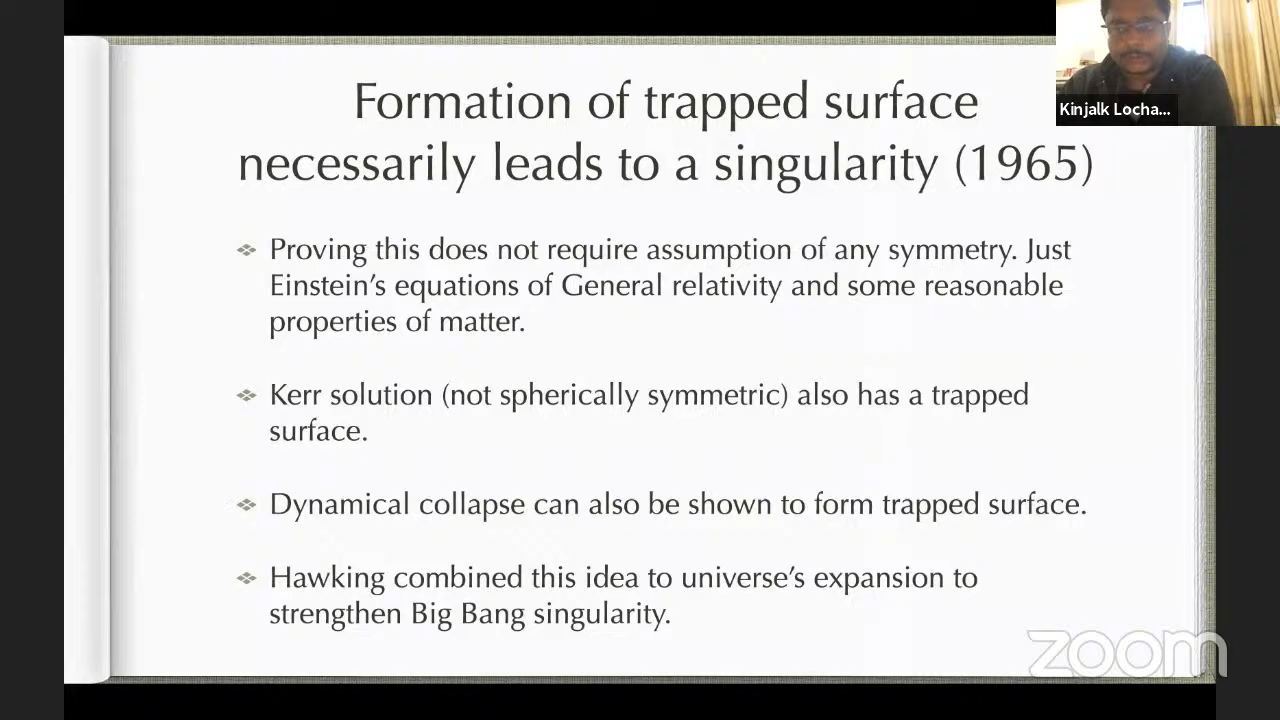 Formation of trapped surface
necessarily leads to a singularity (1965)
Kinjalk Locha...
Proving this does not require assumption of any symmetry. Just
Einstein’s equations of General relativity and some reasonable
properties of matter.
Kerr solution (not spherically symmetric) also has a trapped
surface.
Dynamical collapse can also be shown to form trapped surface.
Hawking combined this idea to universe’s expansion to
strengthen Big Bang singularity.
zoom